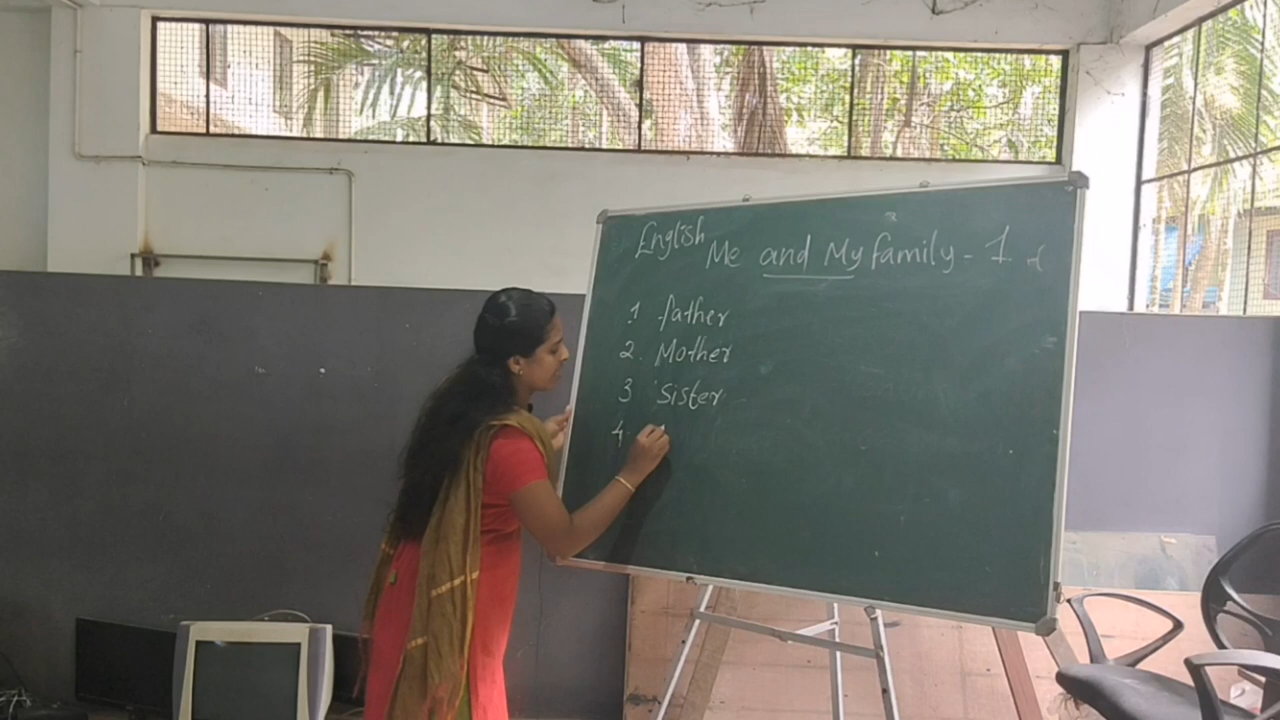 English
Me and My family - 1
1 father
2. Mother
3 Sister
4.